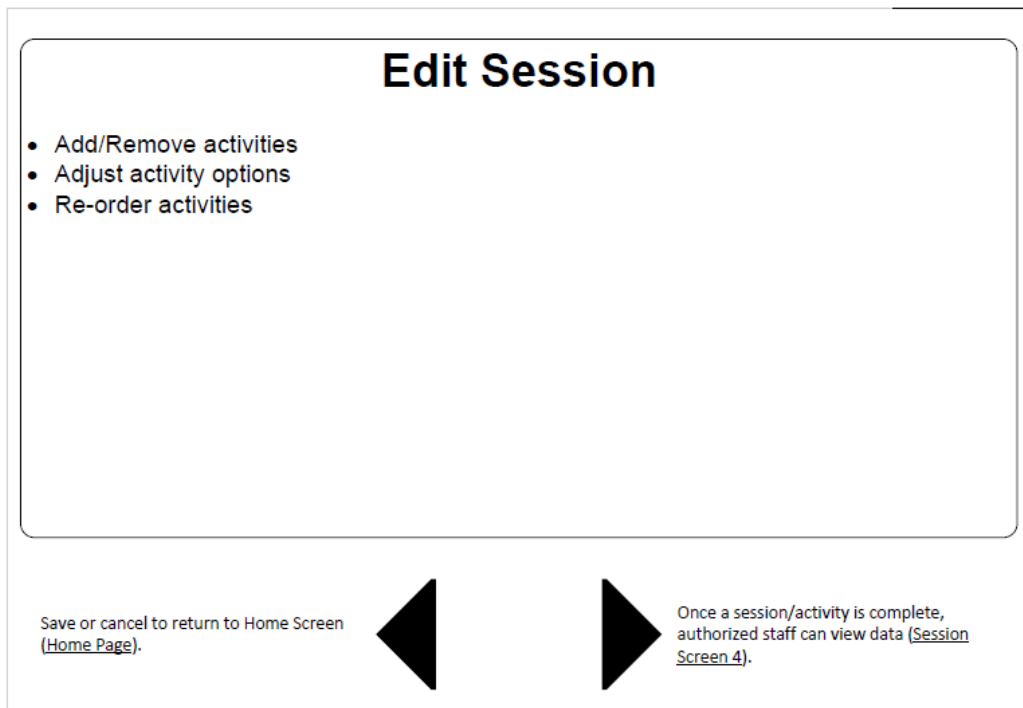 Edit Session
• Add/Remove activities
• Adjust activity options
• Re-order activities
Save or cancel to return to Home Screen
(Home Page).
Once a session/activity is complete,
authorized staff can view data (Session
Screen 4).